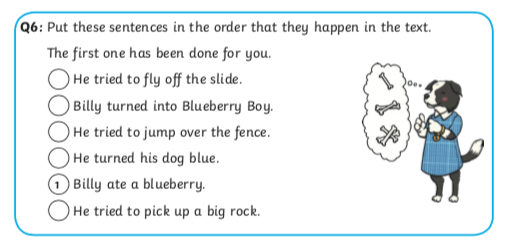 Q6: Put these sentences in the order that they happen in the text.
The first one has been done for you.
He tried to fly off the slide.
Billy turned into Blueberry Boy.
He tried to jump over the fence.
He turned his dog blue.
1 Billy ate a blueberry.
He tried to pick up a big rock.